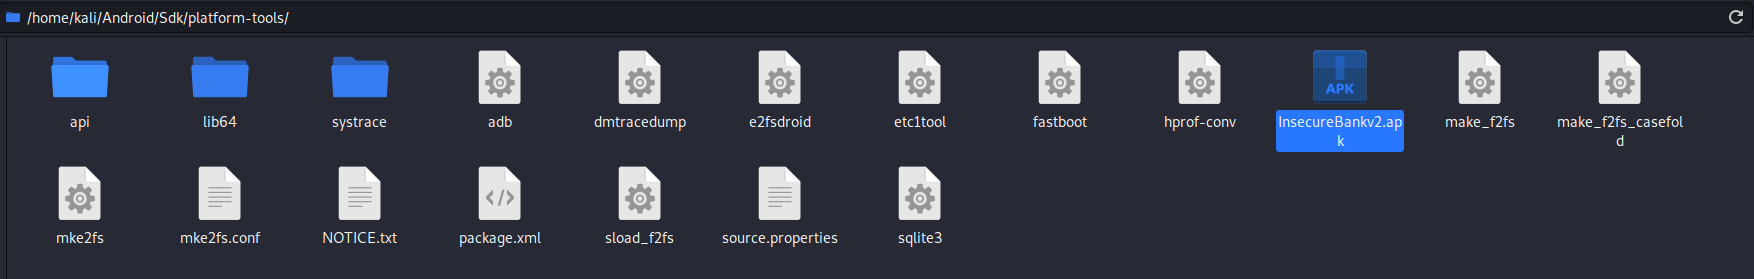 /home/kali/Android/Sdk/platform-tools/
APK
api
lib64
systrace
adb
dmtracedump
e2fsdroid
etc1tool
fastboot
hprof-conv
InsecureBankv2.ap
k
make_f2fs
make_f2fs_casefol
d
mke2fs
mke2fs.conf
NOTICE.txt
package.xml
sload_f2fs
source.properties
sqlite3